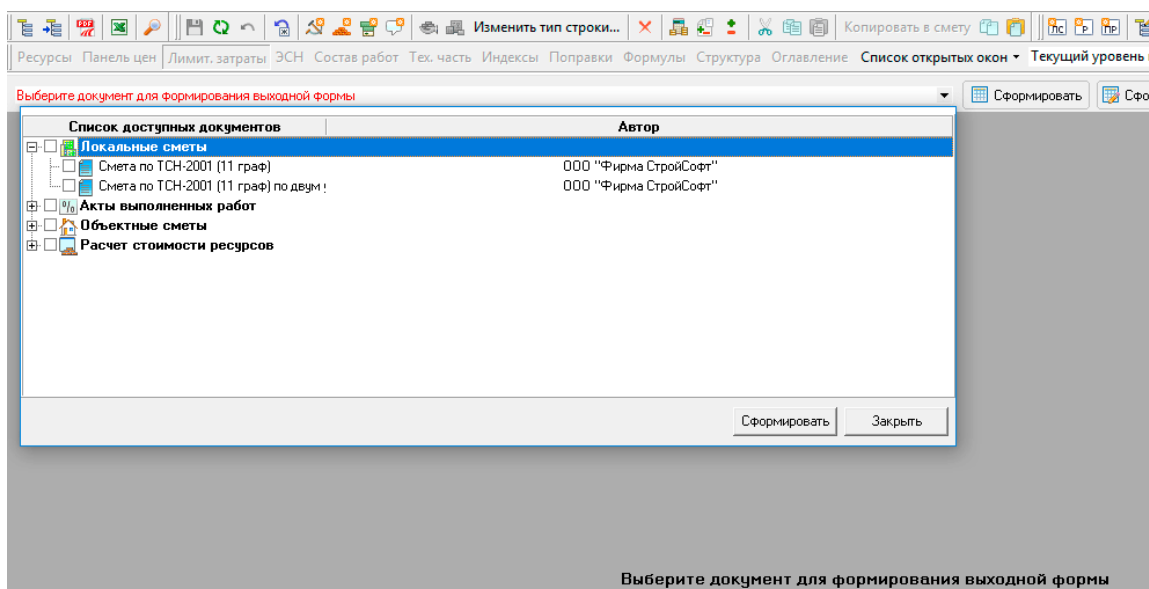 Изменить тип строки... Копировать в смету
Ресурсы Панель цен Лимит. затраты ЭСН Состав работ Тех. часть Индексы Поправки Формулы Структура Оглавление Список открытых окон Текущий уровень
Выберите документ для формирования выходной формы Сформировать Сфо
Список доступных документов Автор
Локальные сметы
Смета по ТСН-2001 (11 граф) ООО "Фирма СтройСофт"
Смета по ТСН-2001 (11 граф) по двум ООО "Фирма СтройСофт"
% Акты выполненных работ
Объектные сметы
Расчет стоимости ресурсов
Сформировать Закрыть
Выберите документ для формирования выходной формы